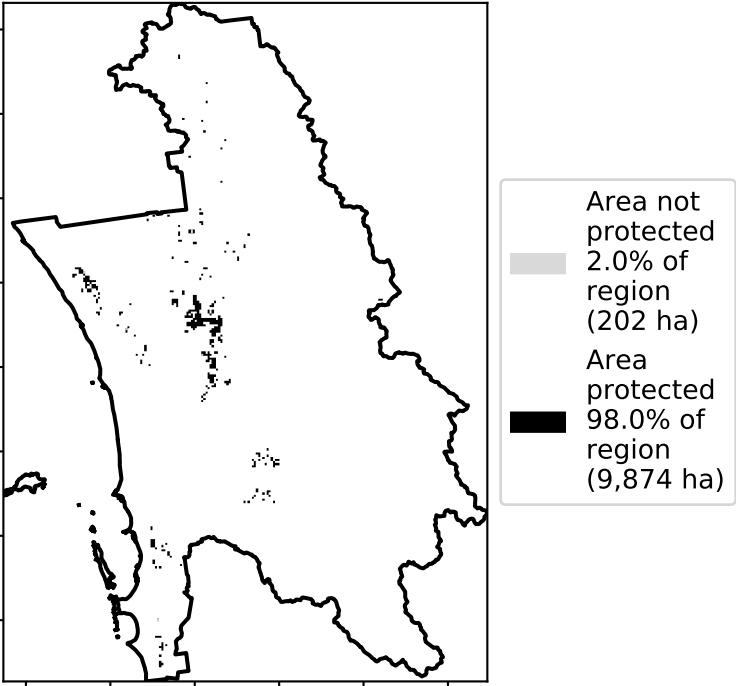 Area not
protected
2.0% of
region
(202 ha)
Area
protected
98.0% of
region
(9,874 ha)